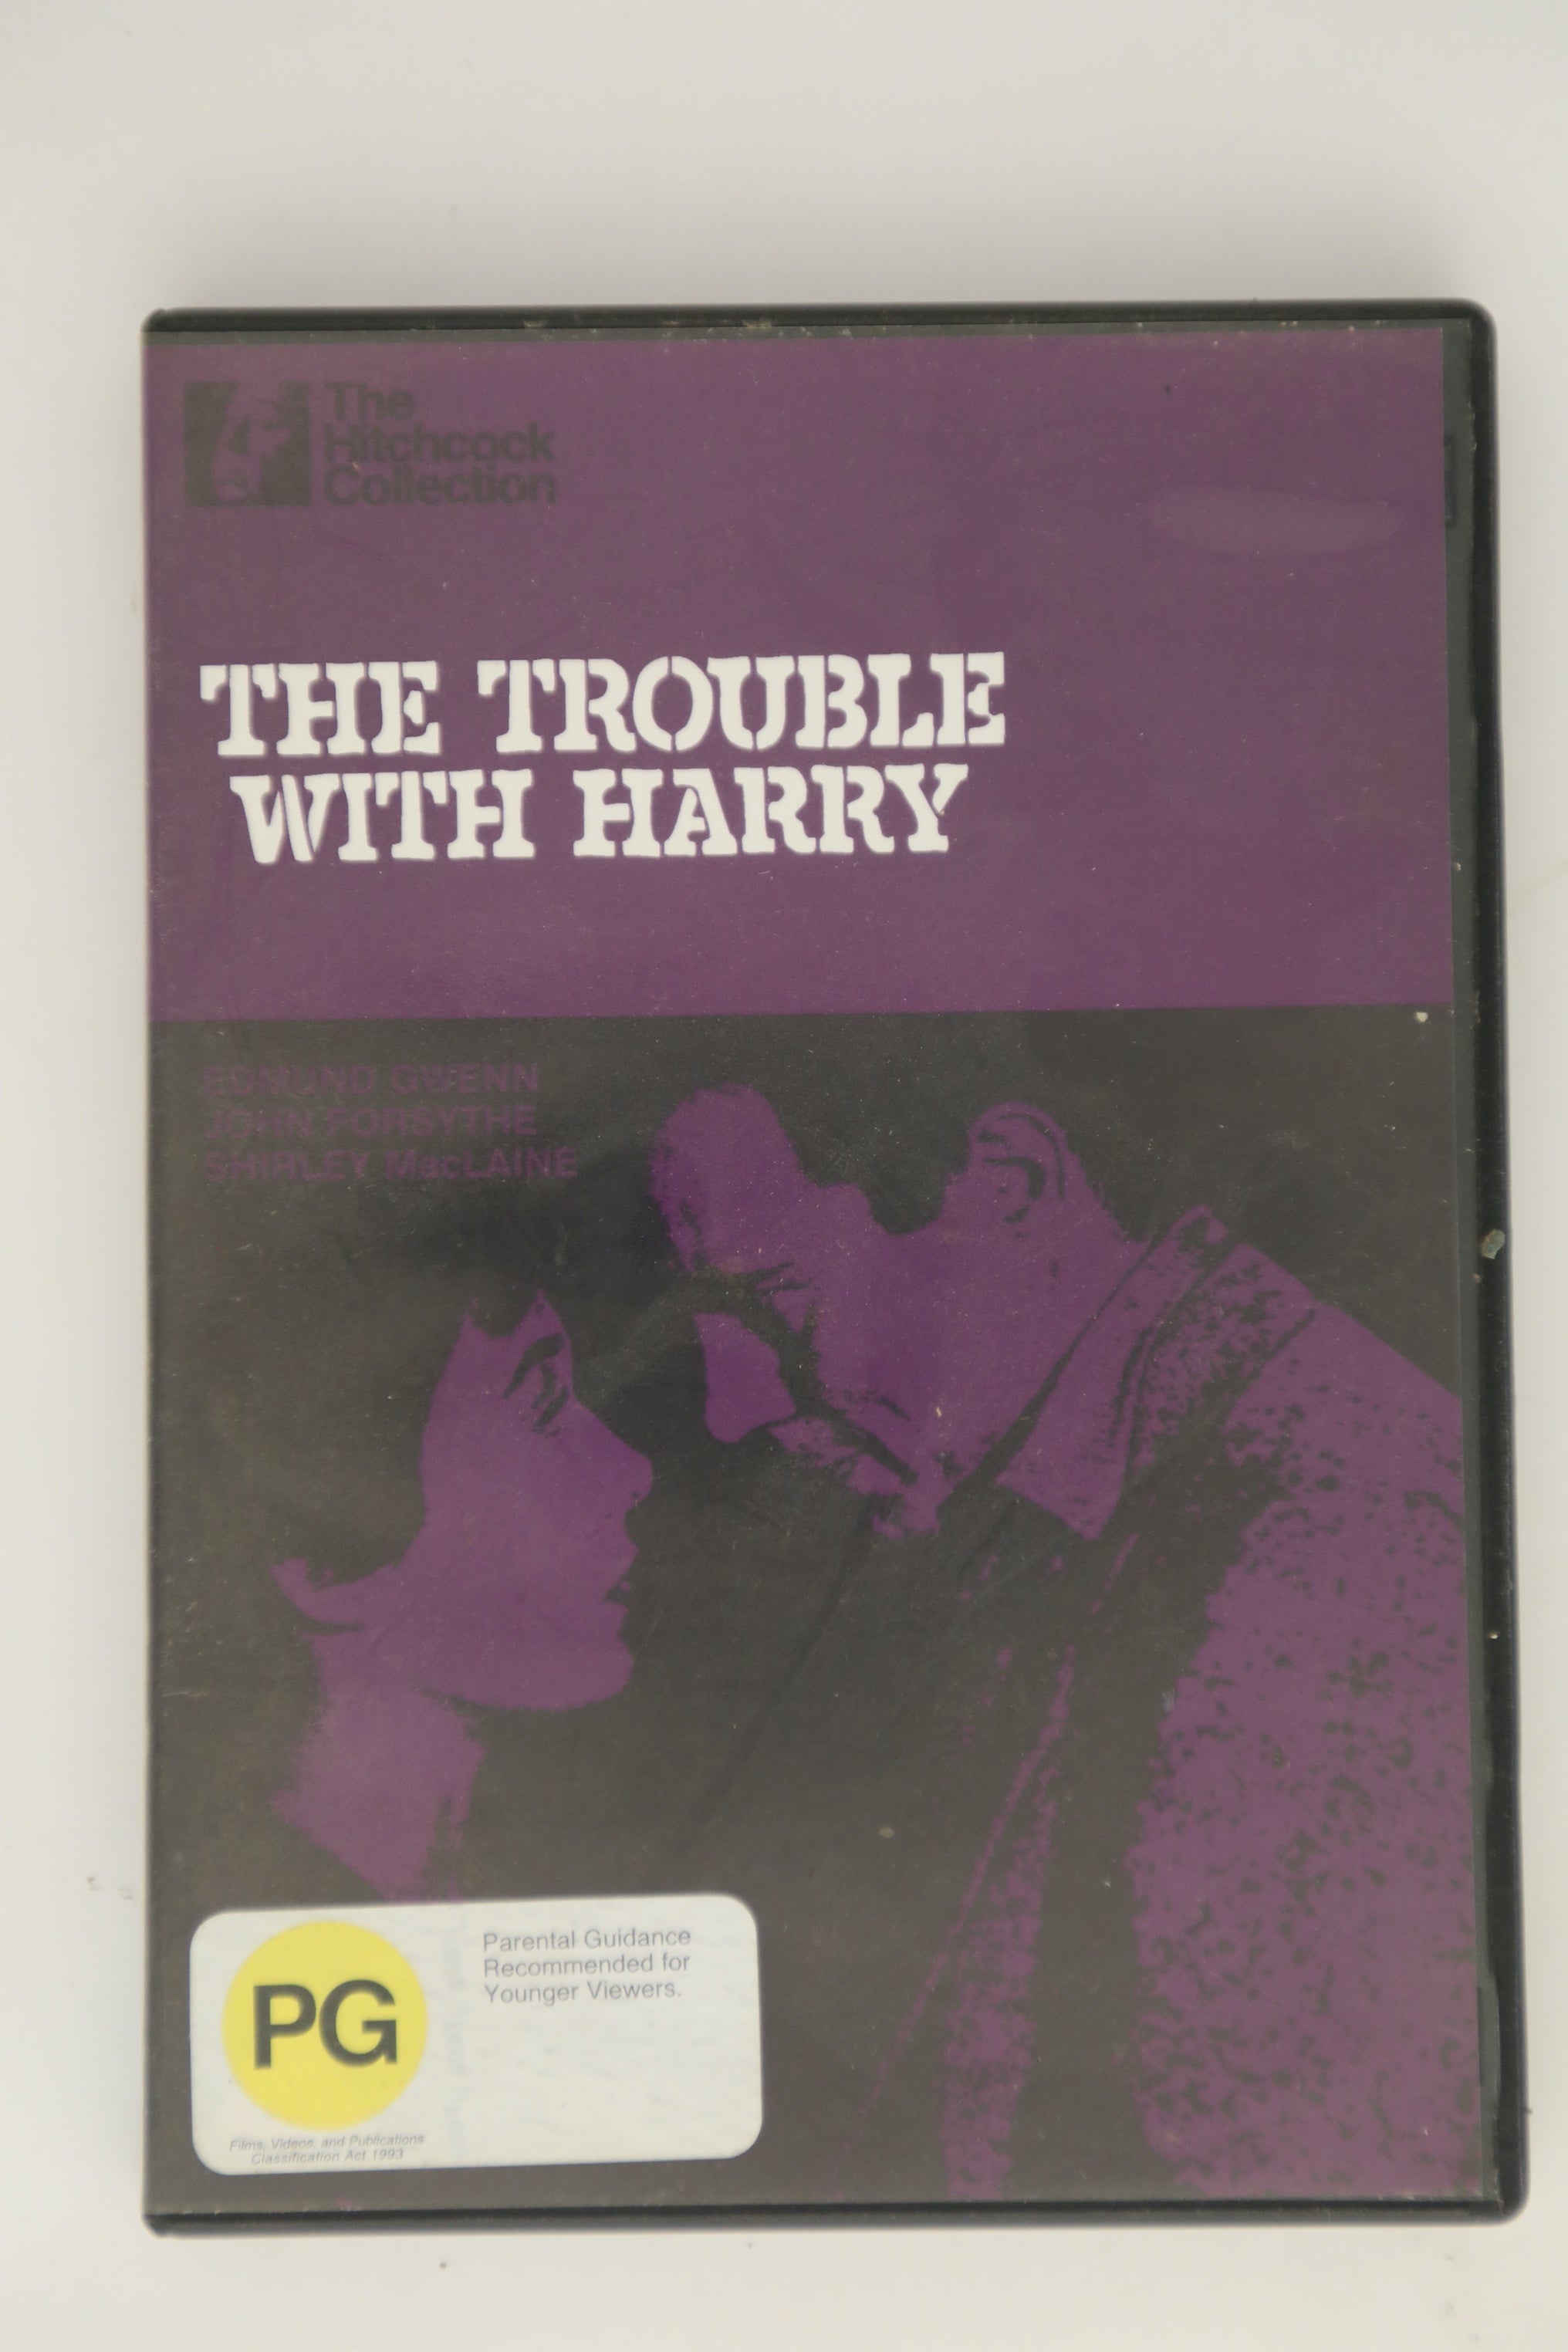 The
Hitchcock
Collection
THE TROUBLE
WITH HARRY
EDMUND GWENN
JOHN FORSYTHE
SHIRLEY MacLAINE
PG
Parental Guidance
Recommended for
Younger Viewers.
Films, Videos, and Publications
Classification Act 1993